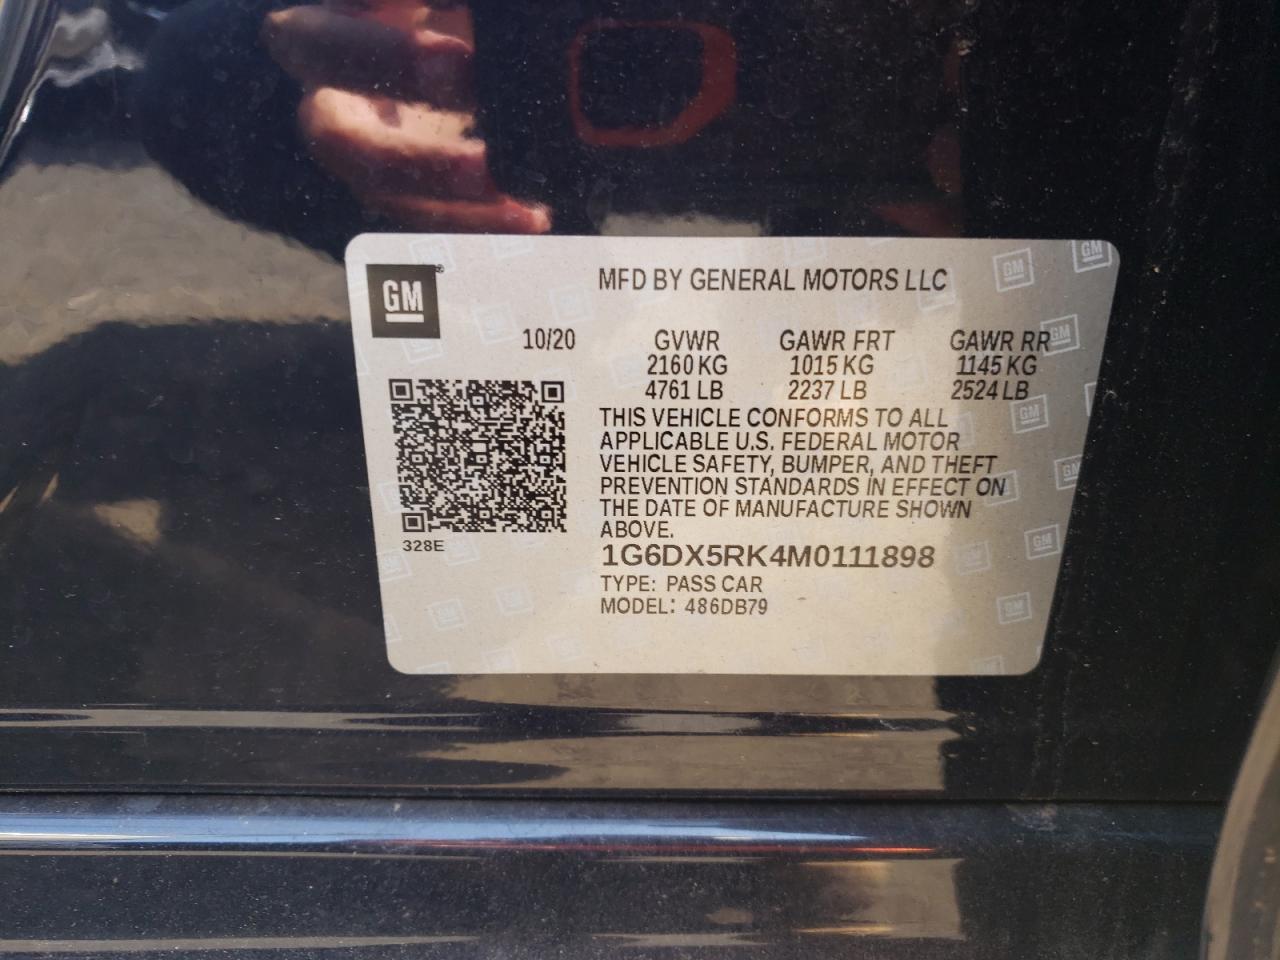 GM
MFD BY GENERAL MOTORS LLC
10/20 GVWR GAWR FRT GAWR RR
2160 KG 1015 KG 1145 KG
4761 LB 2237 LB 2524 LB
THIS VEHICLE CONFORMS TO ALL
APPLICABLE U.S. FEDERAL MOTOR
VEHICLE SAFETY, BUMPER, AND THEFT
PREVENTION STANDARDS IN EFFECT ON
THE DATE OF MANUFACTURE SHOWN
ABOVE.
328E
1G6DX5RK4M0111898
TYPE: PASS CAR
MODEL: 486DB79